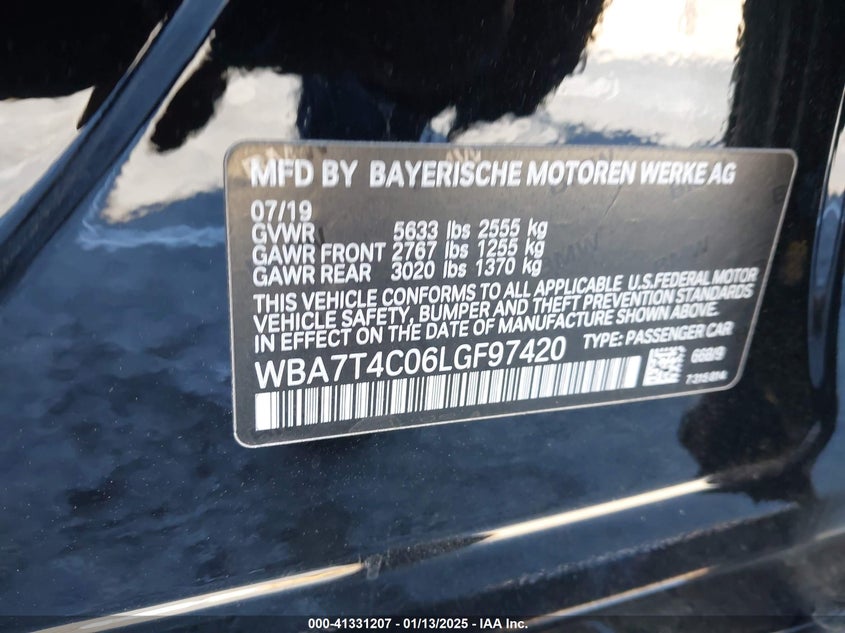 MFD BY BAYERISCHE MOTOREN WERKE AG
07/19
GVWR 5633 lbs 2555 kg
GAWR FRONT 2767 lbs 1255 kg
GAWR REAR 3020 lbs 1370 kg
THIS VEHICLE CONFORMS TO ALL APPLICABLE U.S.FEDERAL MOTOR
VEHICLE SAFETY, BUMPER AND THEFT PREVENTION STANDARDS
IN EFFECT ON THE DATE OF MANUFACTURE SHOWN ABOVE.
WBA7T4C06LGF97420 TYPE: PASSENGER CAR
7315814
000-41331207 / 01/13/2025 - IAA Inc.